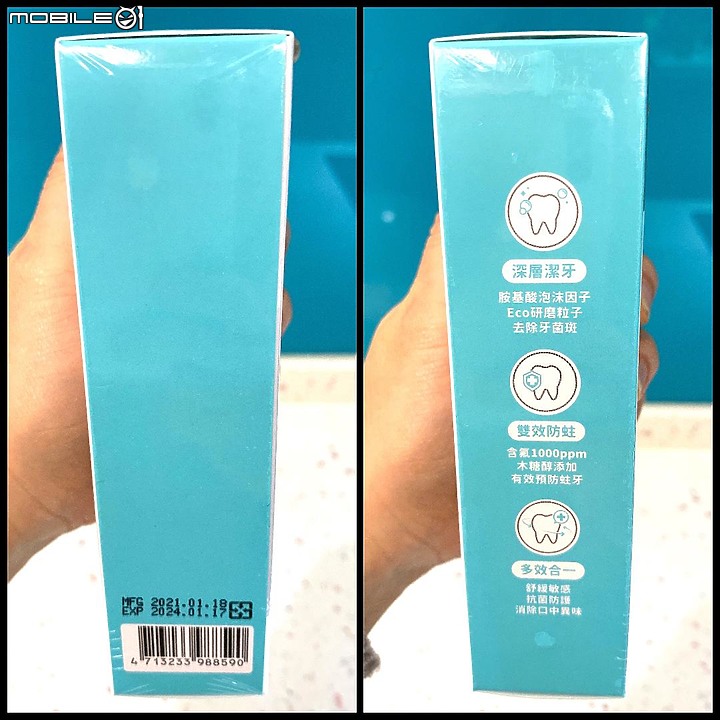 MOBILE01
MFG 2021.01.18
EXP 2024.01.17
4 713233 988590
深層潔牙
胺基酸泡沫因子
Eco研磨粒子
去除牙菌斑
雙效防蛀
含氟1000ppm
木糖醇添加
有效預防蛀牙
多效合一
舒緩敏感
抗菌防護
消除口中異味